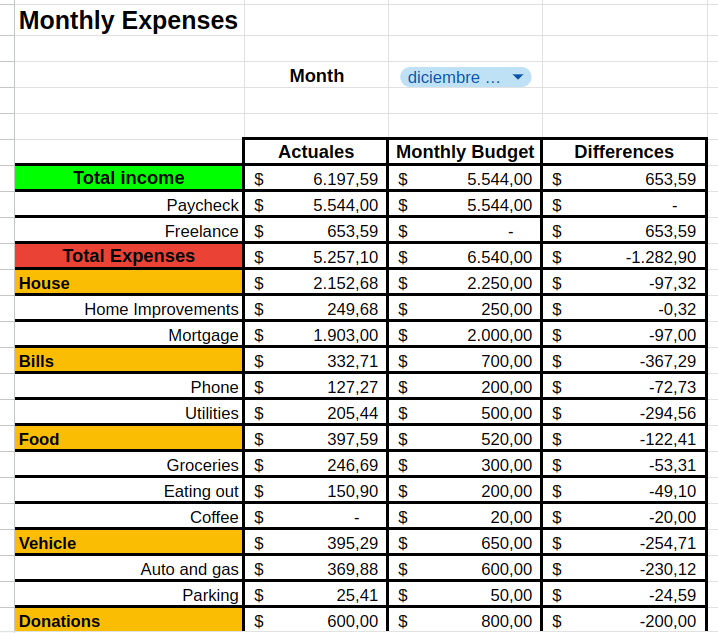 Monthly Expenses
Month diciembre ...
Actuales Monthly Budget Differences
Total income $ 6.197,59 $ 5.544,00 $ 653,59
Paycheck $ 5.544,00 $ 5.544,00 $ -
Freelance $ 653,59 $ - $ 653,59
Total Expenses $ 5.257,10 $ 6.540,00 $ -1.282,90
House $ 2.152,68 $ 2.250,00 $ -97,32
Home Improvements $ 249,68 $ 250,00 $ -0,32
Mortgage $ 1.903,00 $ 2.000,00 $ -97,00
Bills $ 332,71 $ 700,00 $ -367,29
Phone $ 127,27 $ 200,00 $ -72,73
Utilities $ 205,44 $ 500,00 $ -294,56
Food $ 397,59 $ 520,00 $ -122,41
Groceries $ 246,69 $ 300,00 $ -53,31
Eating out $ 150,90 $ 200,00 $ -49,10
Coffee $ - $ 20,00 $ -20,00
Vehicle $ 395,29 $ 650,00 $ -254,71
Auto and gas $ 369,88 $ 600,00 $ -230,12
Parking $ 25,41 $ 50,00 $ -24,59
Donations $ 600,00 $ 800,00 $ -200,00